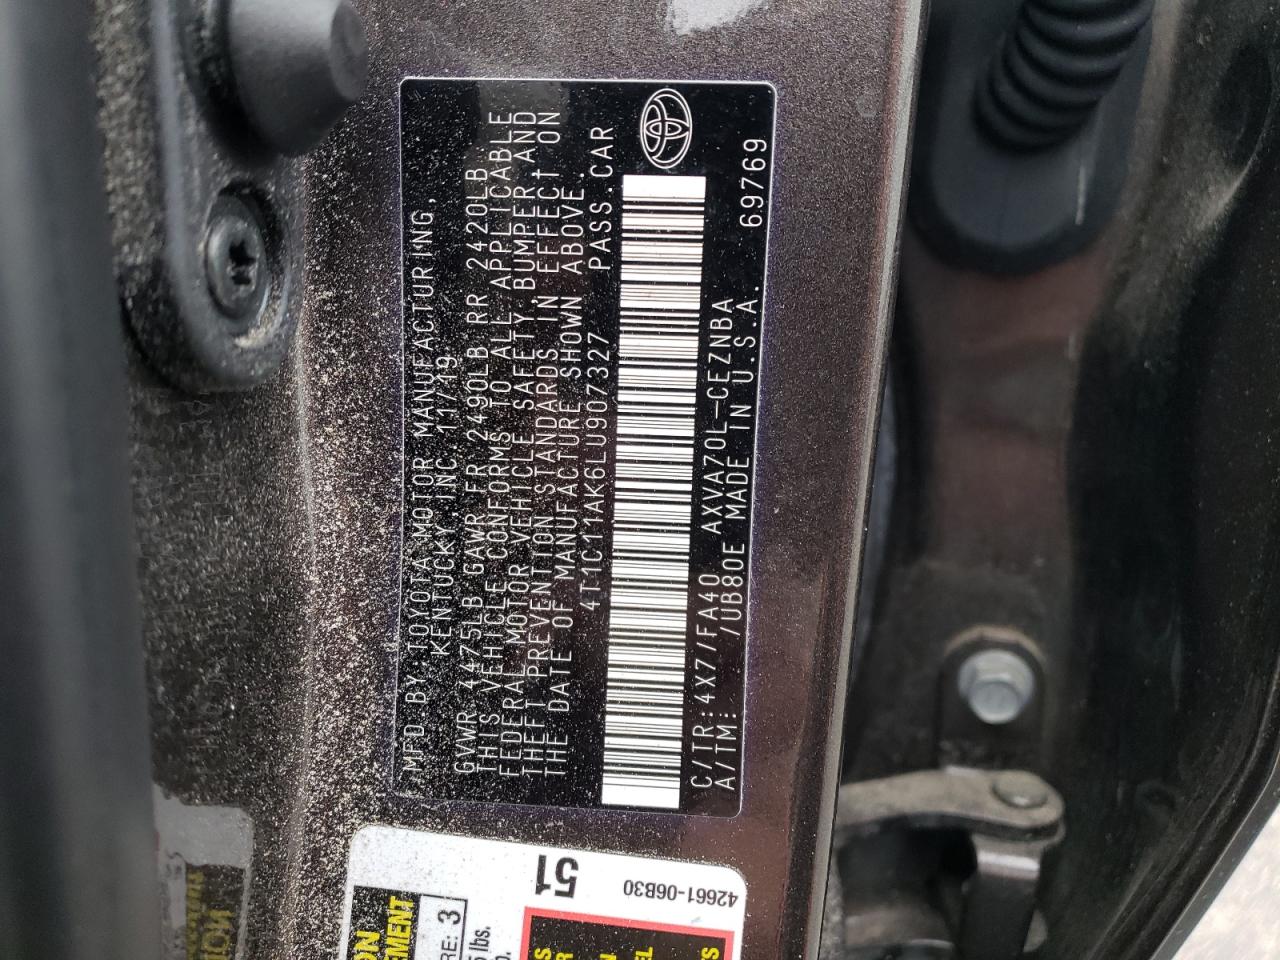 MFD BY:TOYOTA MOTOR MANUFACTURING,
KENTUCKY,INC 11/19
GVWR 4475LB GAWR FR 2490LB RR 2420LB
THIS VEHICLE CONFORMS TO ALL APPLICABLE
FEDERAL MOTOR VEHICLE SAFETY,BUMPER,AND
THEFT PREVENTION STANDARDS IN EFFECT ON
THE DATE OF MANUFACTURE SHOWN ABOVE.
4T1C11AK6LU907327 PASS.CAR
C/TR:4X7/FA40 AXVA70L-CEZNBA
A/TM: /UB80E MADE IN U.S.A. 69769
51
42661-06B30
3
lbs.